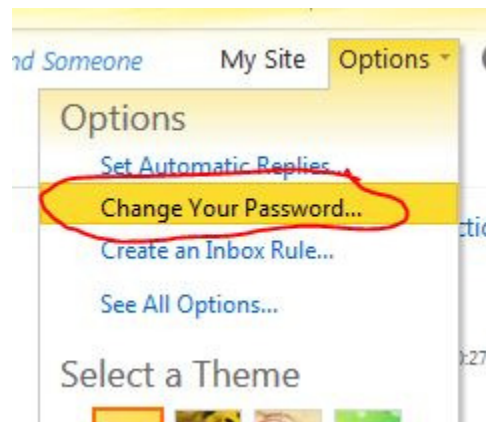 nd Someone My Site Options
Options
Set Automatic Replies...
Change Your Password...
Create an Inbox Rule...
See All Options...
Select a Theme